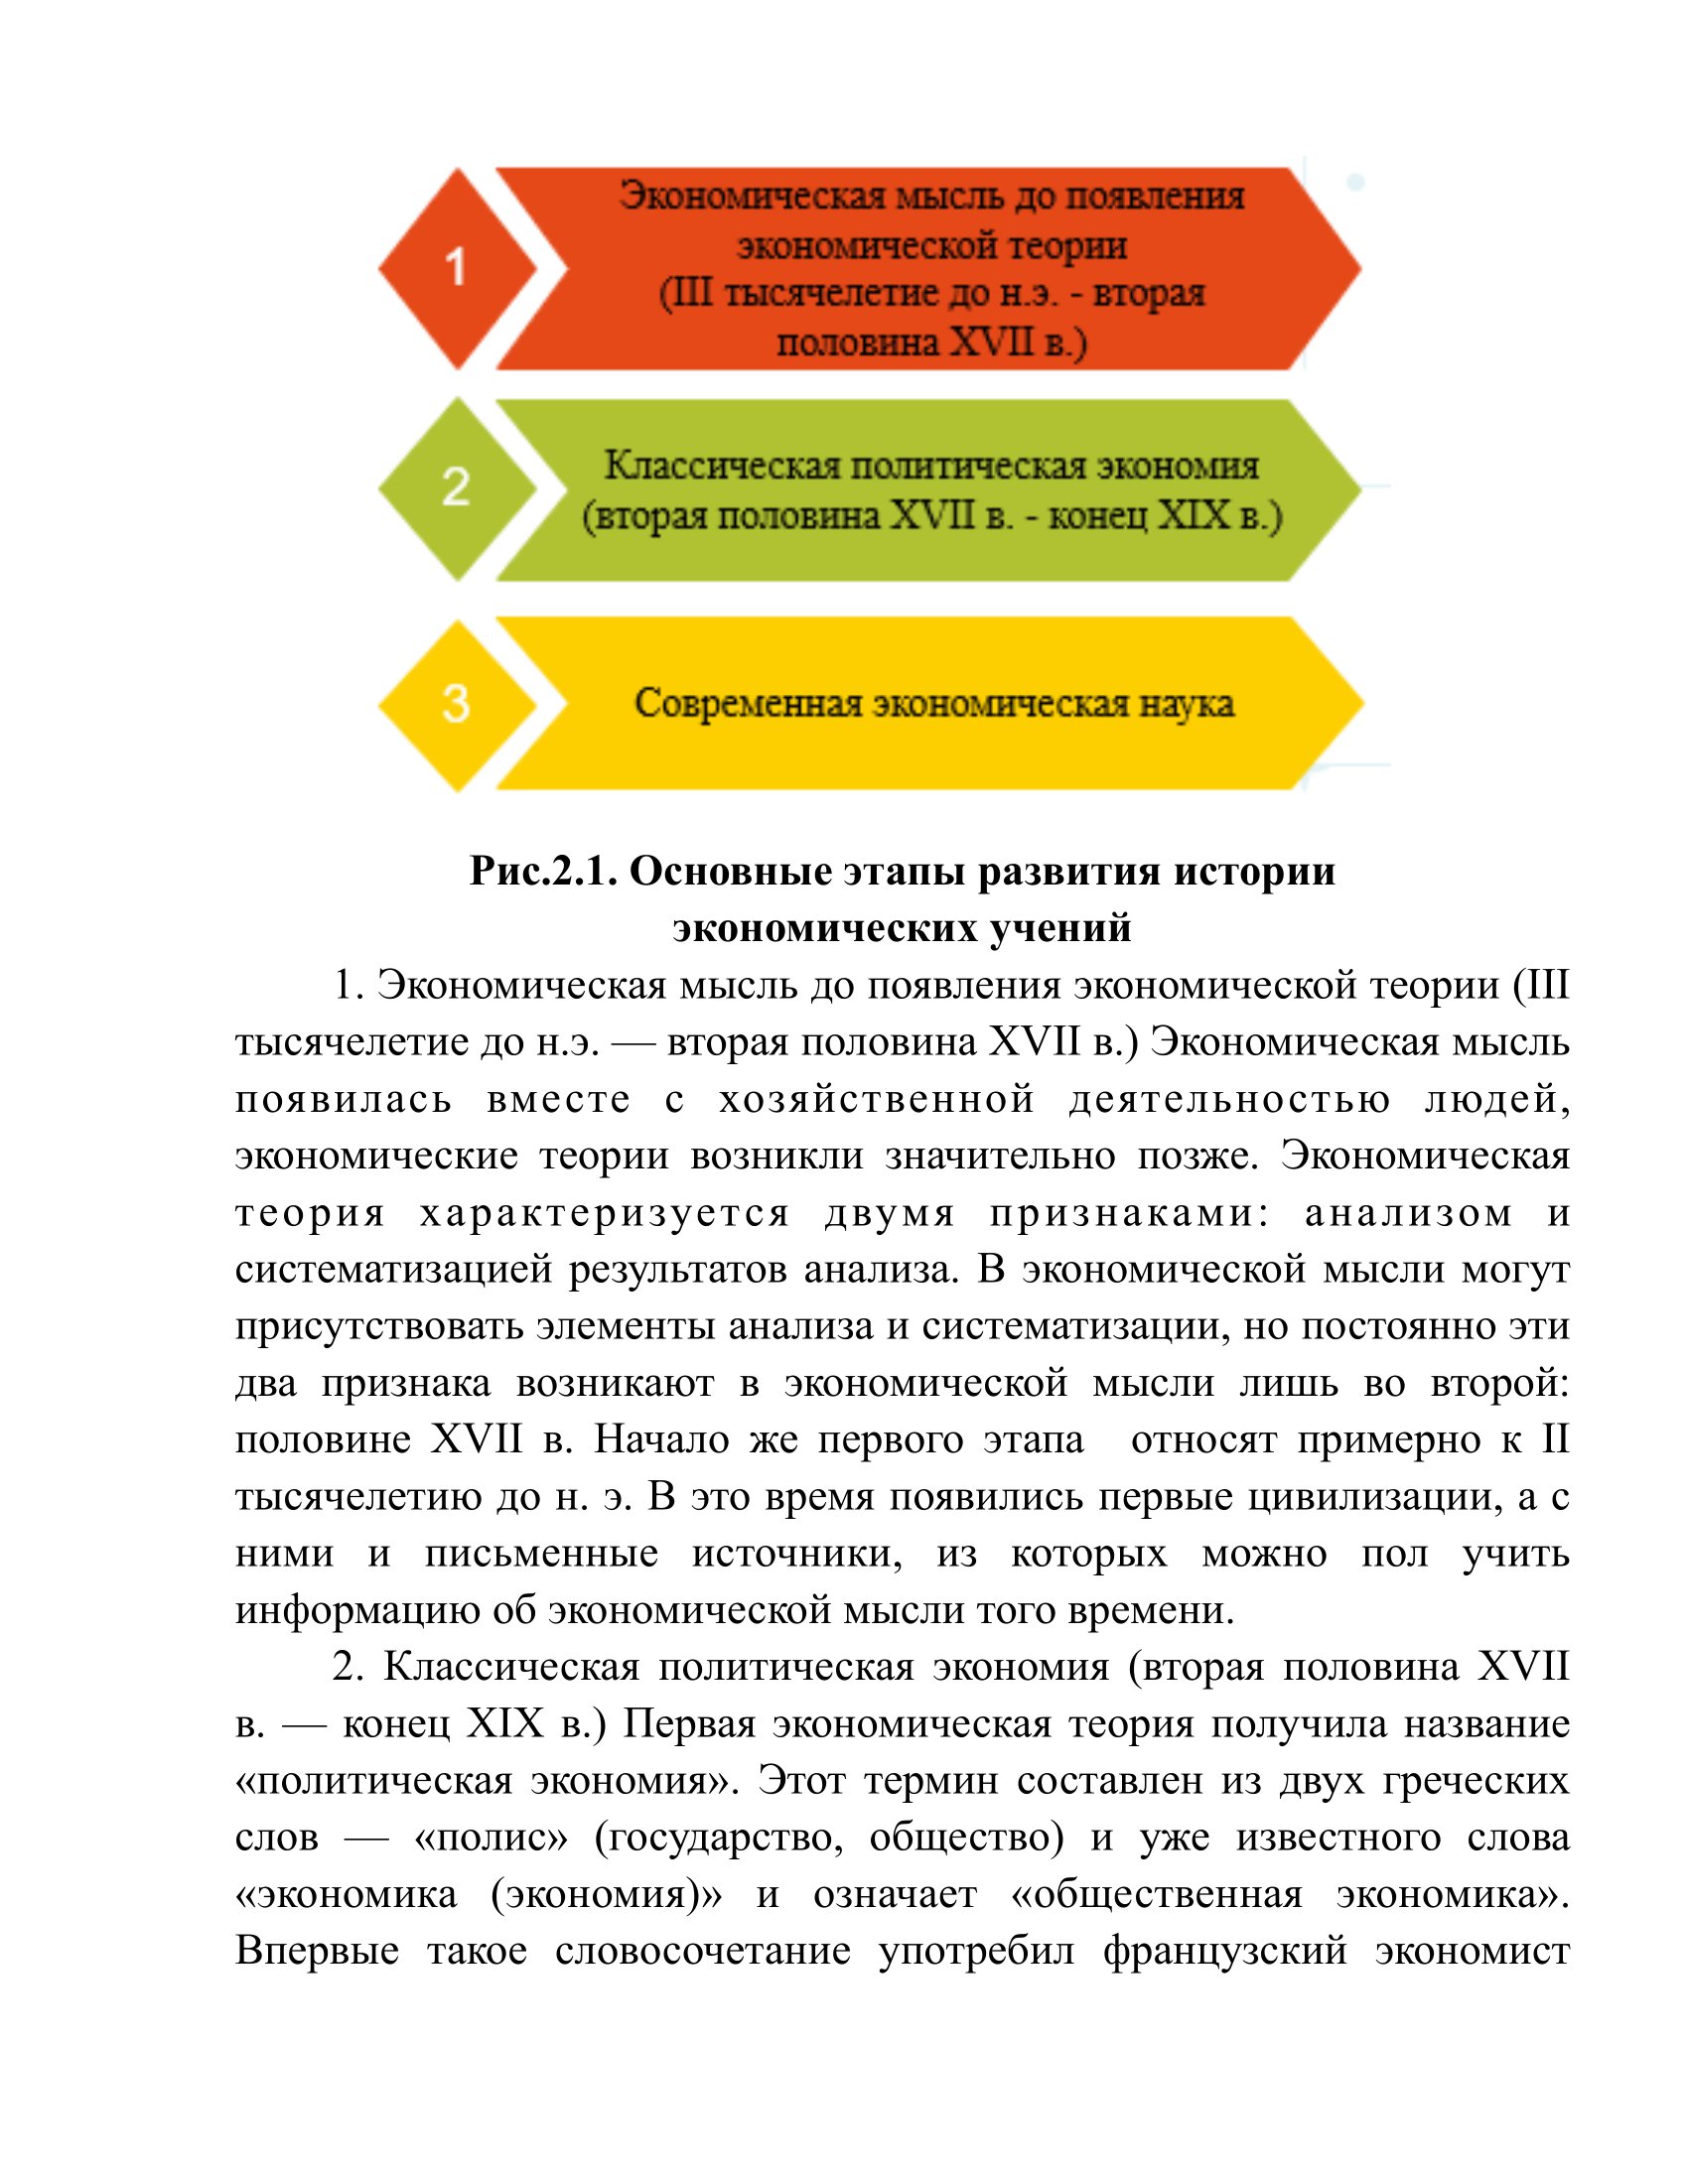 1
Экономическая мысль до появления
экономической теории
(III тысячелетие до н.э. - вторая
половина XVII в.)
2
Классическая политическая экономия
(вторая половина XVII в. - конец XIX в.)
3
Современная экономическая наука
Рис.2.1. Основные этапы развития истории
экономических учений
1. Экономическая мысль до появления экономической теории (III
тысячелетие до н.э. — вторая половина XVII в.) Экономическая мысль
появилась вместе с хозяйственной деятельностью людей,
экономические теории возникли значительно позже. Экономическая
теория характеризуется двумя признаками: анализом и
систематизацией результатов анализа. В экономической мысли могут
присутствовать элементы анализа и систематизации, но постоянно эти
два признака возникают в экономической мысли лишь во второй:
половине XVII в. Начало же первого этапа относят примерно к II
тысячелетию до н. э. В это время появились первые цивилизации, а с
ними и письменные источники, из которых можно пол учить
информацию об экономической мысли того времени.
2. Классическая политическая экономия (вторая половина XVII
в. — конец XIX в.) Первая экономическая теория получила название
«политическая экономия». Этот термин составлен из двух греческих
слов — «полис» (государство, общество) и уже известного слова
«экономика (экономия)» и означает «общественная экономика».
Впервые такое словосочетание употребил французский экономист